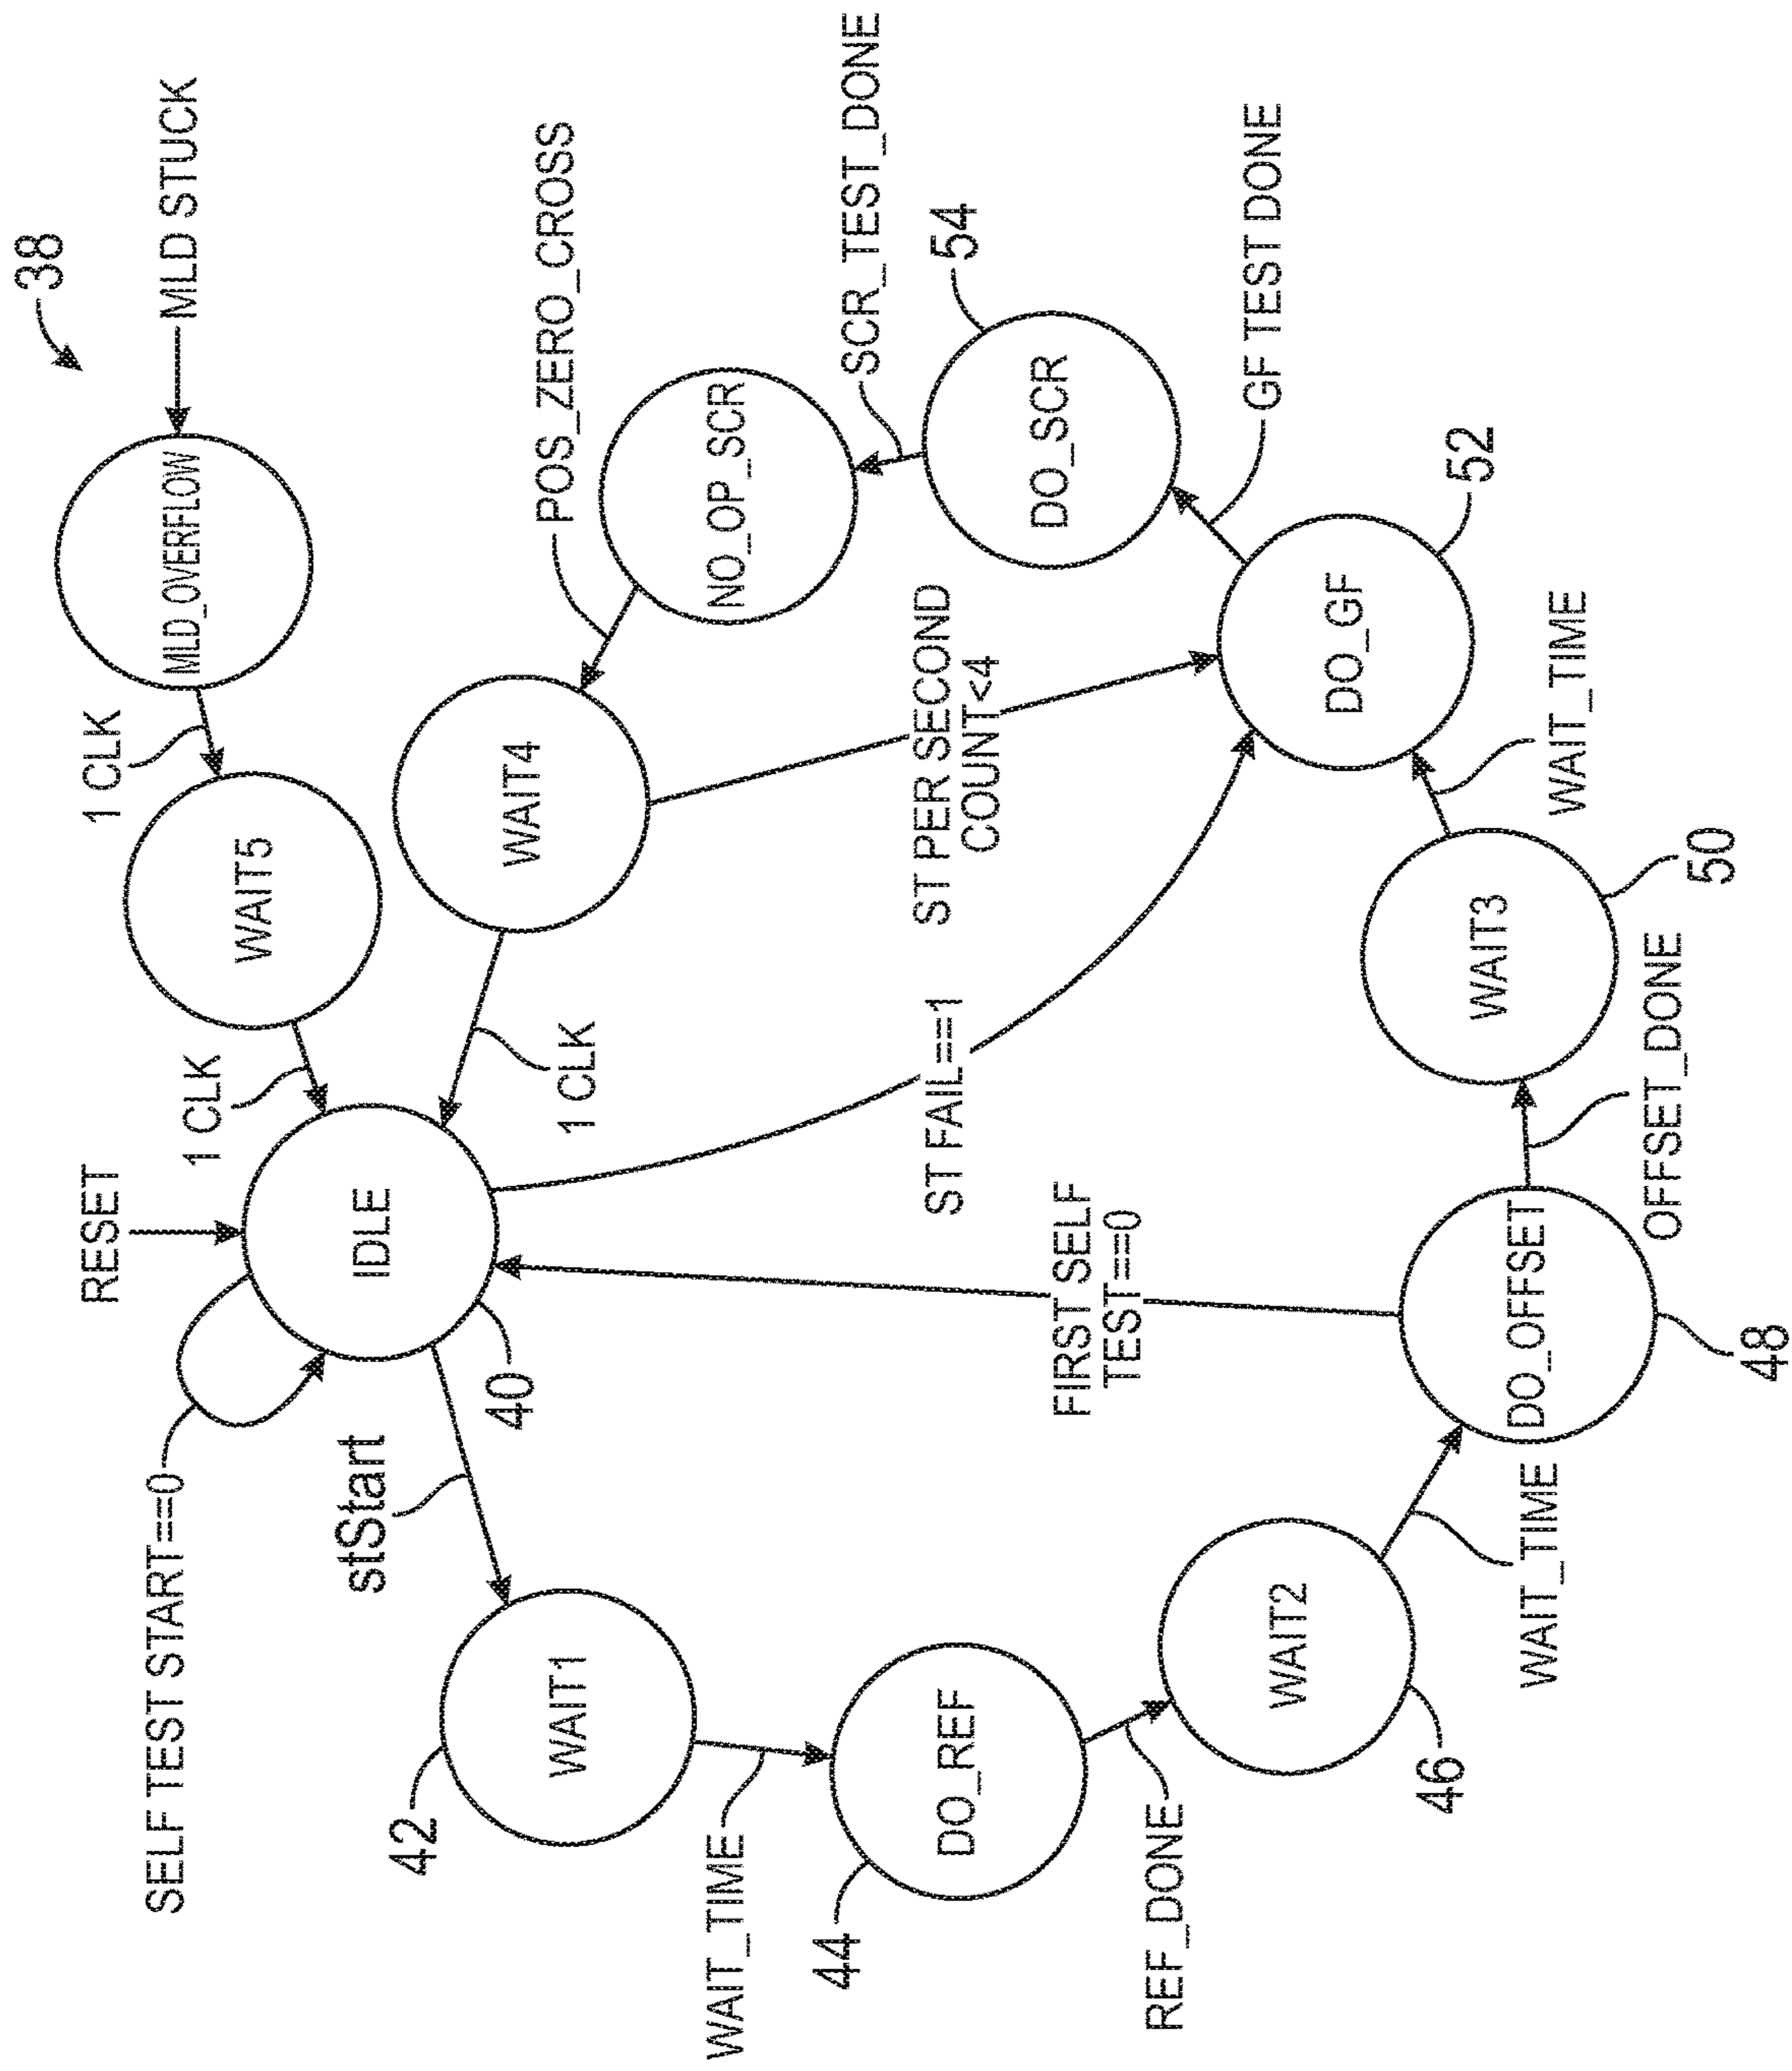 38
MLD STUCK
MLD_OVERFLOW
1 CLK
WAIT5
1 CLK
RESET
IDLE
40
SELF TEST START==0
stStart
WAIT1
42
WAIT_TIME
DO_REF
44
REF_DONE
WAIT2
46
WAIT_TIME
DO_OFFSET
48
FIRST SELF
TEST==0
OFFSET_DONE
WAIT3
50
WAIT_TIME
DO_GF
52
ST FAIL==1
GF TEST DONE
DO_SCR
54
SCR_TEST_DONE
NO_OP_SCR
POS_ZERO_CROSS
WAIT4
1 CLK
ST PER SECOND
COUNT<4